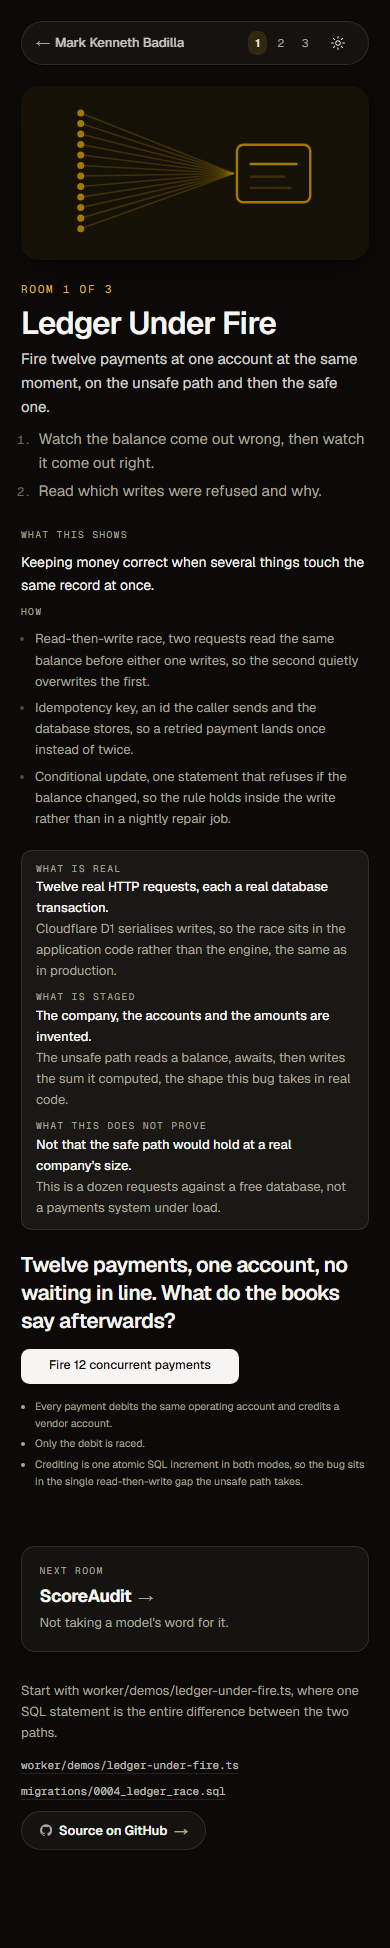 ← Mark Kenneth Badilla
1 2 3
ROOM 1 OF 3
Ledger Under Fire
Fire twelve payments at one account at the same
moment, on the unsafe path and then the safe
one.
1. Watch the balance come out wrong, then watch
it come out right.
2. Read which writes were refused and why.
WHAT THIS SHOWS
Keeping money correct when several things touch the
same record at once.
HOW
• Read-then-write race, two requests read the same
balance before either one writes, so the second quietly
overwrites the first.
• Idempotency key, an id the caller sends and the
database stores, so a retried payment lands once
instead of twice.
• Conditional update, one statement that refuses if the
balance changed, so the rule holds inside the write
rather than in a nightly repair job.
WHAT IS REAL
Twelve real HTTP requests, each a real database
transaction.
Cloudflare D1 serialises writes, so the race sits in the
application code rather than the engine, the same as
in production.
WHAT IS STAGED
The company, the accounts and the amounts are
invented.
The unsafe path reads a balance, awaits, then writes
the sum it computed, the shape this bug takes in real
code.
WHAT THIS DOES NOT PROVE
Not that the safe path would hold at a real
company's size.
This is a dozen requests against a free database, not
a payments system under load.
Twelve payments, one account, no
waiting in line. What do the books
say afterwards?
Fire 12 concurrent payments
• Every payment debits the same operating account and credits a
vendor account.
• Only the debit is raced.
• Crediting is one atomic SQL increment in both modes, so the bug sits
in the single read-then-write gap the unsafe path takes.
NEXT ROOM
ScoreAudit →
Not taking a model's word for it.
Start with worker/demos/ledger-under-fire.ts, where one
SQL statement is the entire difference between the two
paths.
worker/demos/ledger-under-fire.ts
migrations/0004_ledger_race.sql
Source on GitHub →